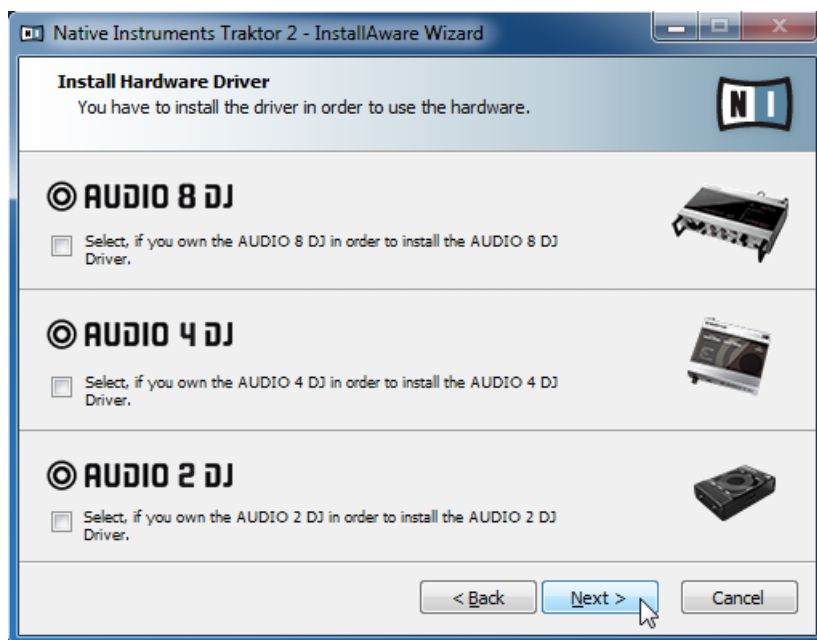 Native Instruments Traktor 2 - InstallAware Wizard
Install Hardware Driver
You have to install the driver in order to use the hardware.
N I
AUDIO 8 DJ
Select, if you own the AUDIO 8 DJ in order to install the AUDIO 8 DJ
Driver.
AUDIO 4 DJ
Select, if you own the AUDIO 4 DJ in order to install the AUDIO 4 DJ
Driver.
AUDIO 2 DJ
Select, if you own the AUDIO 2 DJ in order to install the AUDIO 2 DJ
Driver.
< Back Next > Cancel